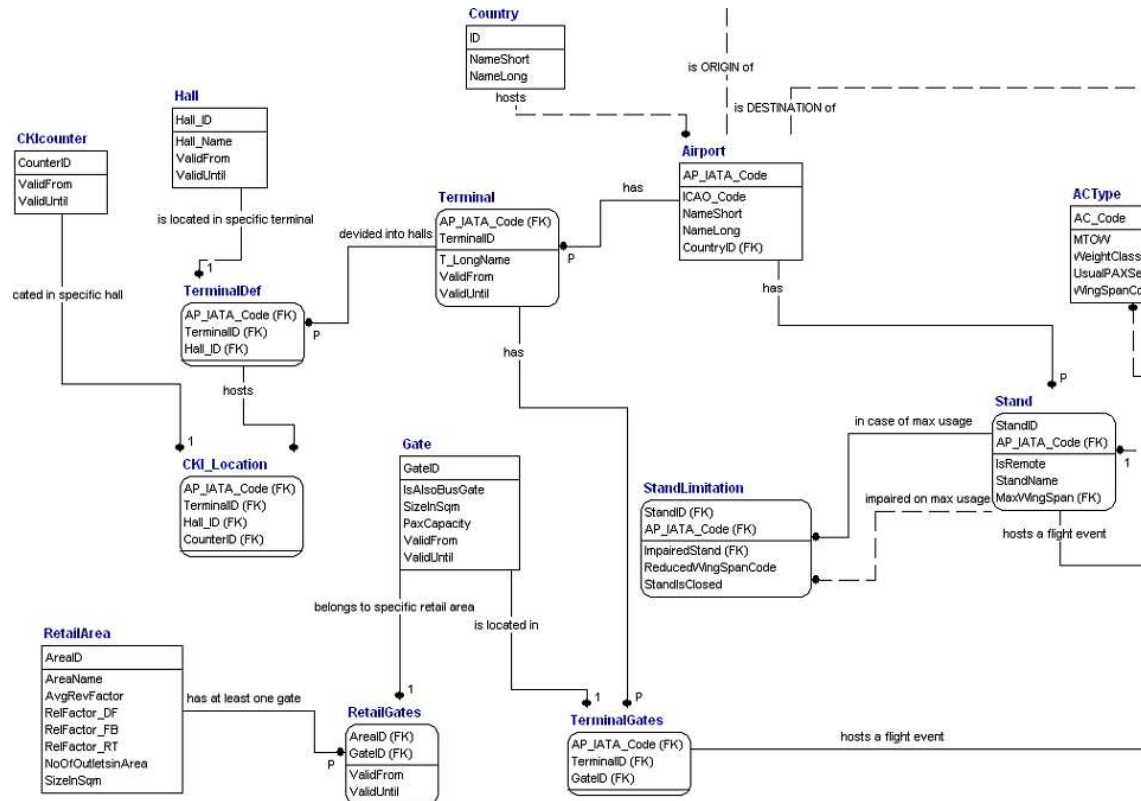 Country
ID
NameShort
NameLong
hosts
is ORIGIN of
is DESTINATION of
Hall
Hall_ID
Hall_Name
ValidFrom
ValidUntil
is located in specific terminal
CKIcounter
CounterID
ValidFrom
ValidUntil
cated in specific hall
Airport
AP_IATA_Code
ICAO_Code
NameShort
NameLong
CountryID (FK)
has
P
has
P
Terminal
AP_IATA_Code (FK)
TerminalID
T_LongName
ValidFrom
ValidUntil
devided into halls
P
has
P
ACType
AC_Code
MTOW
WeightClass
UsualPAXSe
WingSpanCo
1
TerminalDef
AP_IATA_Code (FK)
TerminalID (FK)
Hall_ID (FK)
hosts
1
CKI_Location
AP_IATA_Code (FK)
TerminalID (FK)
Hall_ID (FK)
CounterID (FK)
Gate
GateID
IsAlsoBusGate
SizeInSqm
PaxCapacity
ValidFrom
ValidUntil
belongs to specific retail area
1
is located in
1
Stand
StandID
AP_IATA_Code (FK)
IsRemote
StandName
MaxWingSpan (FK)
1
in case of max usage
impaired on max usage
hosts a flight event
StandLimitation
StandID (FK)
AP_IATA_Code (FK)
ImpairedStand (FK)
ReducedWingSpanCode
StandIsClosed
RetailArea
AreaID
AreaName
AvgRevFactor
RelFactor_DF
RelFactor_FB
RelFactor_RT
NoOfOutletsinArea
SizeInSqm
has at least one gate
P
RetailGates
AreaID (FK)
GateID (FK)
ValidFrom
ValidUntil
TerminalGates
AP_IATA_Code (FK)
TerminalID (FK)
GateID (FK)
hosts a flight event